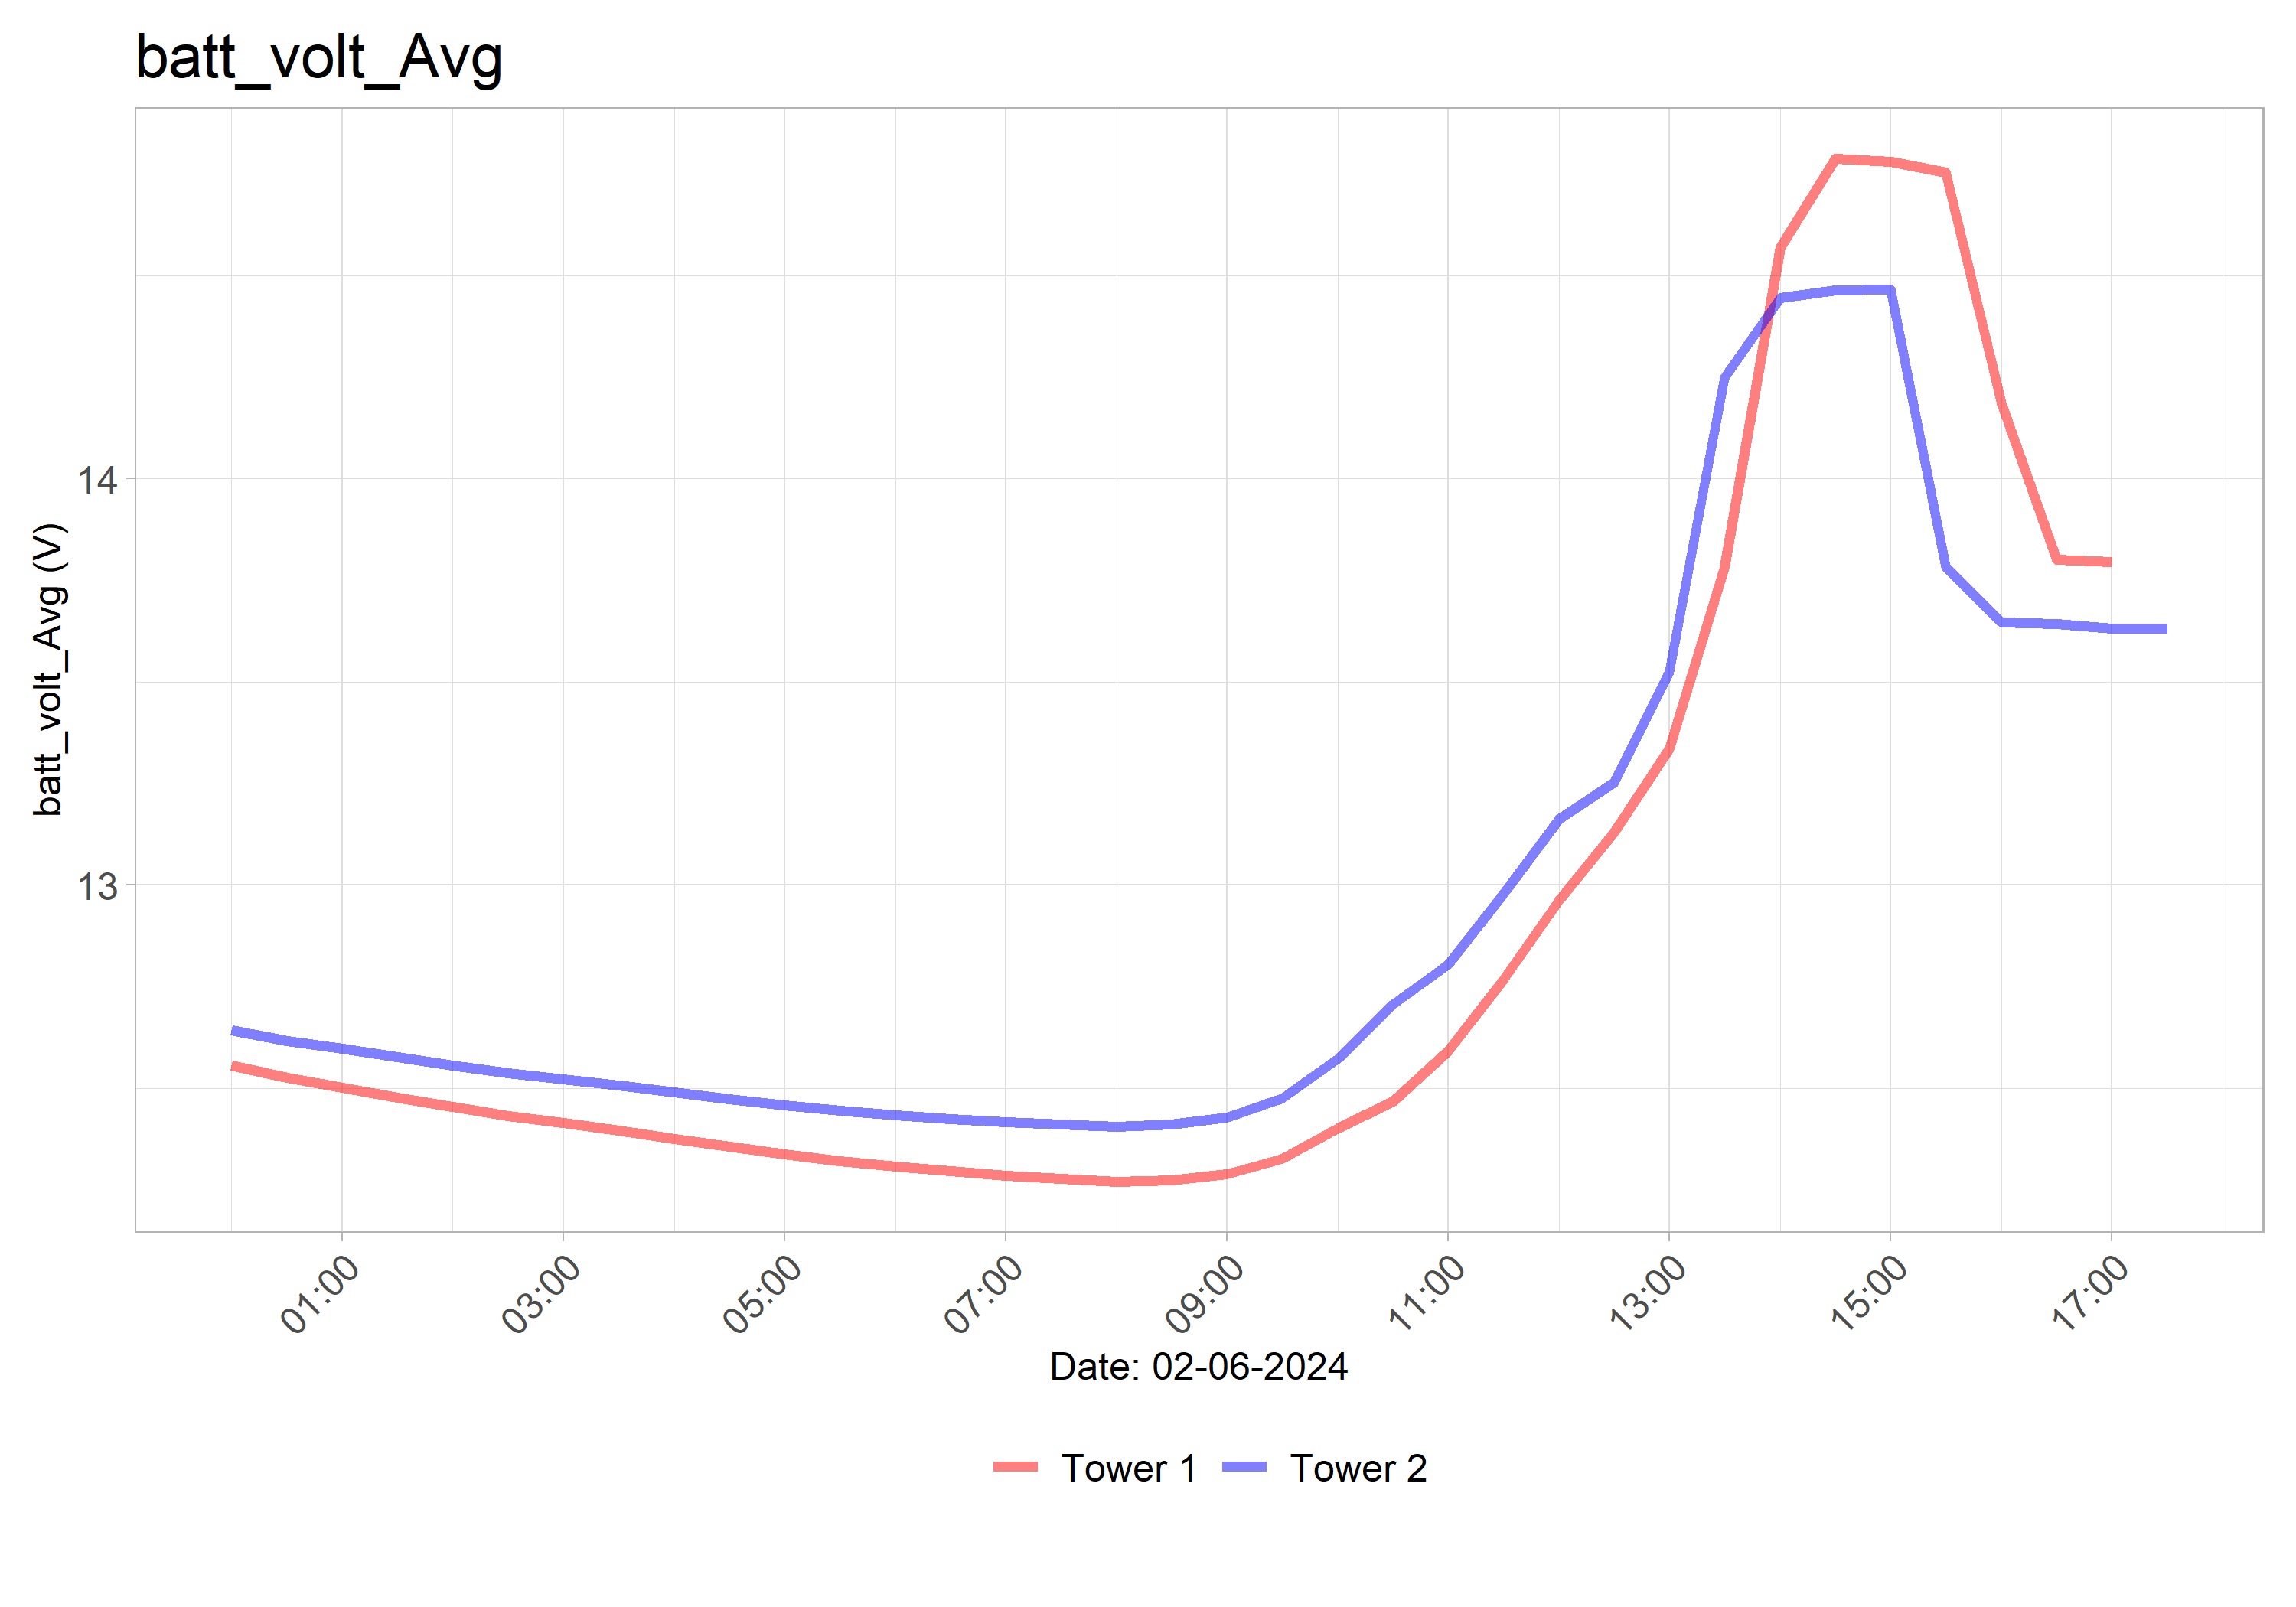 batt_volt_Avg
batt_volt_Avg (V)
14
13
01:00
03:00
05:00
07:00
09:00
11:00
13:00
15:00
17:00
Date: 02-06-2024
Tower 1
Tower 2